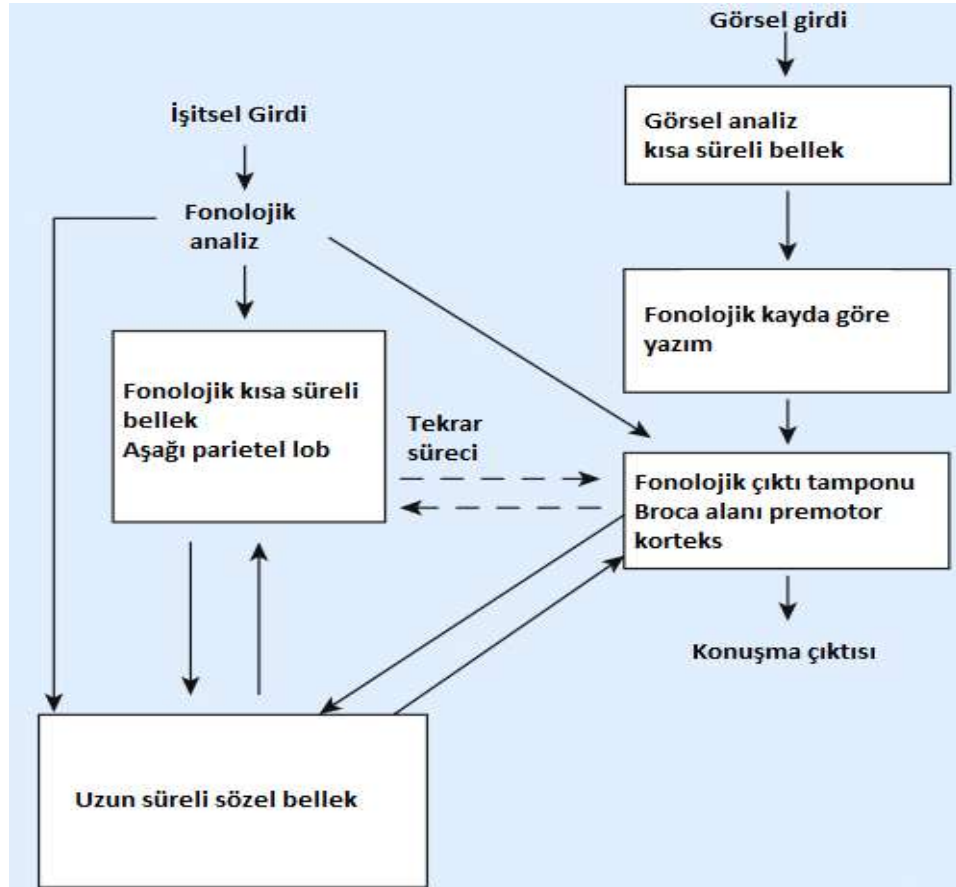 Görsel girdi
Görsel analiz
kısa süreli bellek
İşitsel Girdi
Fonolojik
analiz
Fonolojik kayda göre
yazım
Fonolojik kısa süreli
bellek
Aşağı parietel lob
Tekrar
süreci
Fonolojik çıktı tamponu
Broca alanı premotor
korteks
Konuşma çıktısı
Uzun süreli sözel bellek